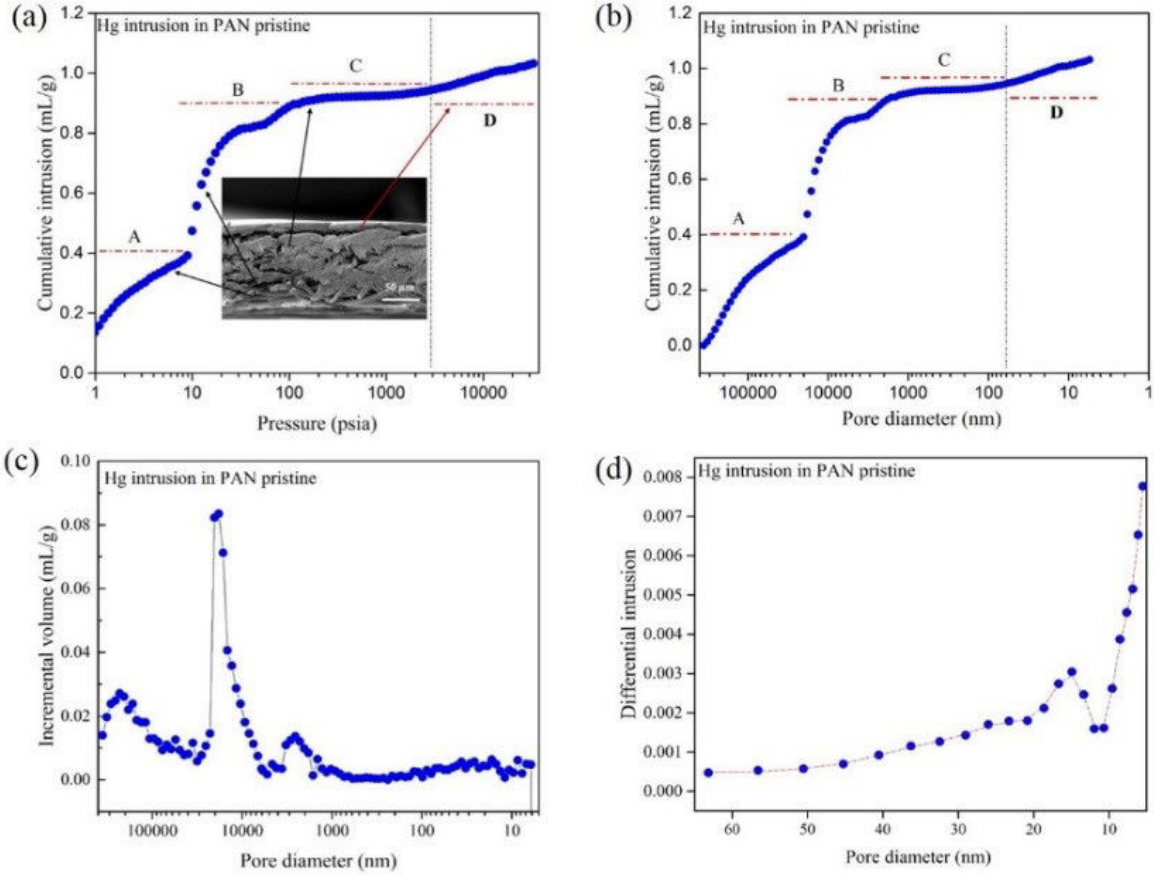 (a)
Hg intrusion in PAN pristine
Cumulative intrusion (mL/g)
1.2
1.0
0.8
0.6
0.4
0.2
0.0
A
B
C
D
50 µm
1 10 100 1000 10000
Pressure (psia)
(b)
Hg intrusion in PAN pristine
Cumulative intrusion (mL/g)
1.2
1.0
0.8
0.6
0.4
0.2
0.0
A
B
C
D
100000 10000 1000 100 10 1
Pore diameter (nm)
(c)
Hg intrusion in PAN pristine
Incremental volume (mL/g)
0.10
0.08
0.06
0.04
0.02
0.00
100000 10000 1000 100 10
Pore diameter (nm)
(d)
Hg intrusion in PAN pristine
Differential intrusion
0.008
0.007
0.006
0.005
0.004
0.003
0.002
0.001
0.000
60 50 40 30 20 10
Pore diameter (nm)